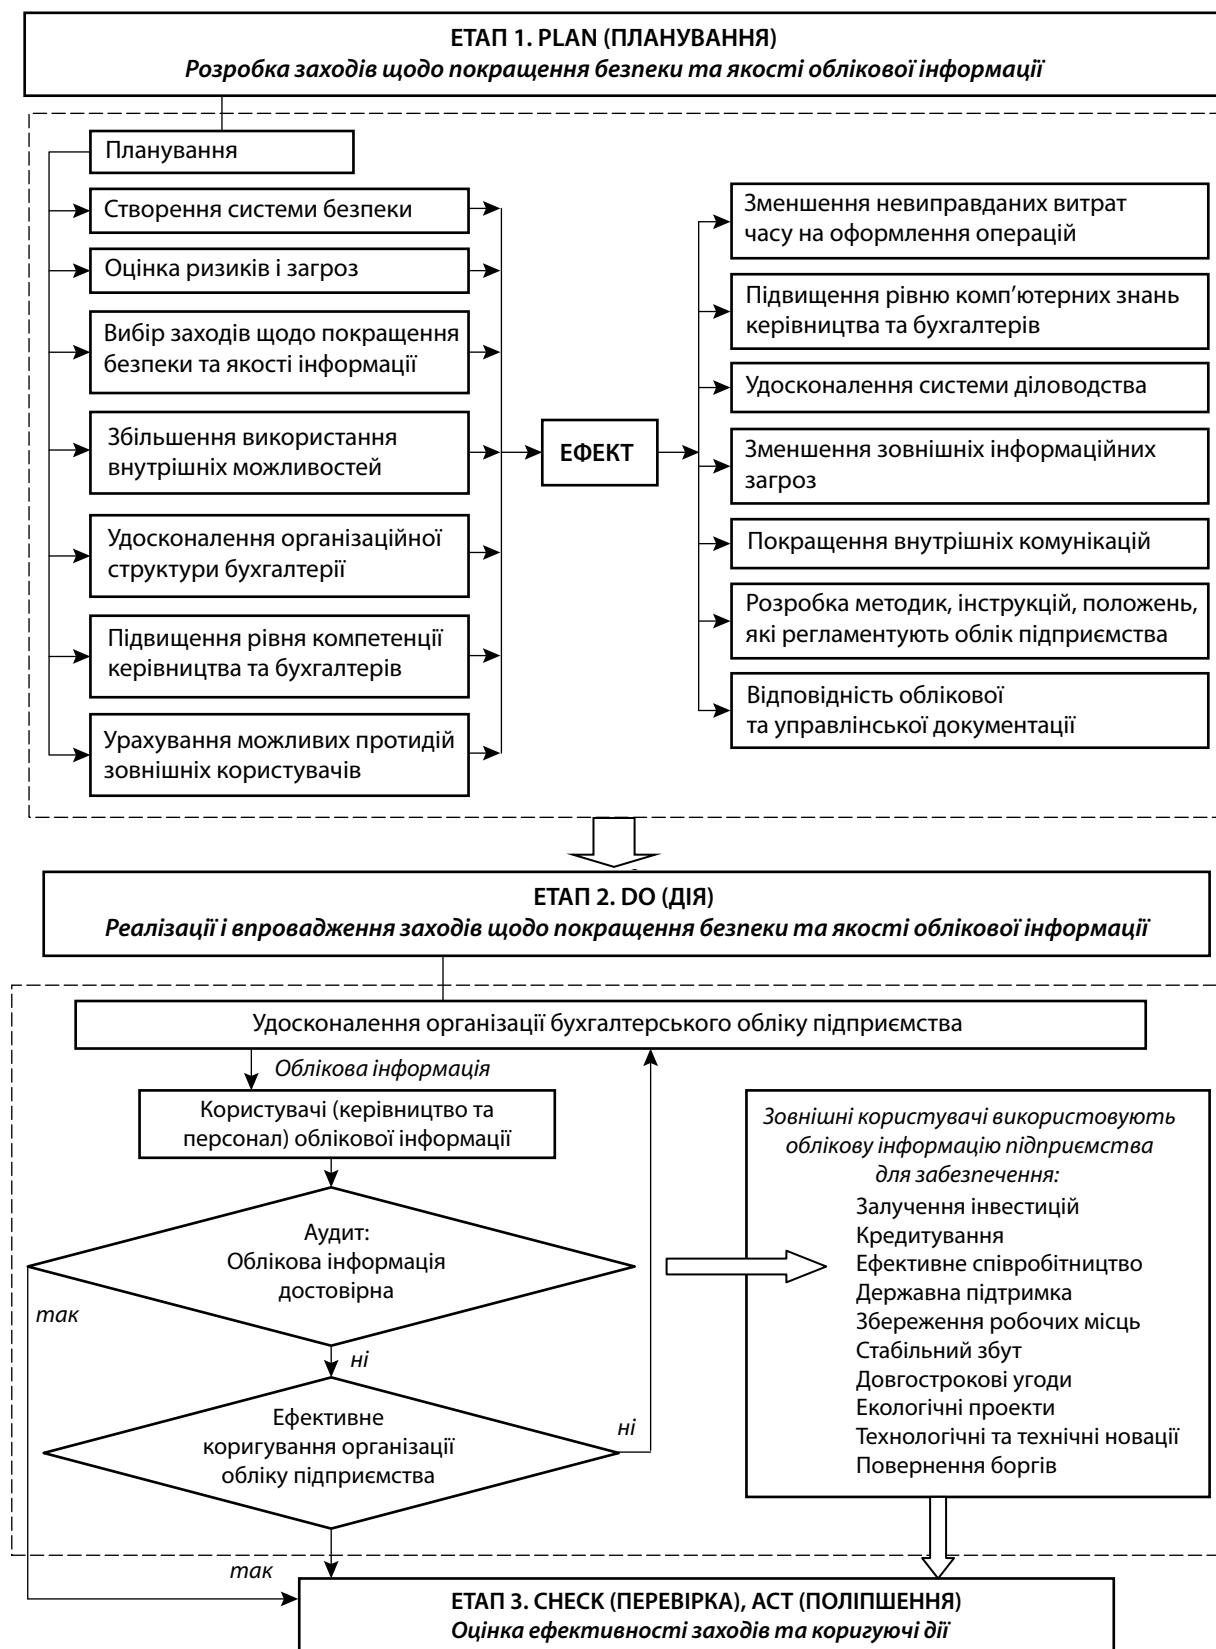 ЕТАП 1. PLAN (ПЛАНУВАННЯ)
Розробка заходів щодо покращення безпеки та якості облікової інформації
Планування
Створення системи безпеки
Оцінка ризиків і загроз
Вибір заходів щодо покращення
безпеки та якості інформації
Збільшення використання
внутрішніх можливостей
Удосконалення організаційної
структури бухгалтерії
Підвищення рівня компетенції
керівництва та бухгалтерів
Урахування можливих протидій
зовнішніх користувачів
ЕФЕКТ
Зменшення невиправданих витрат
часу на оформлення операцій
Підвищення рівню комп’ютерних знань
керівництва та бухгалтерів
Удосконалення системи діловодства
Зменшення зовнішніх інформаційних
загроз
Покращення внутрішніх комунікацій
Розробка методик, інструкцій, положень,
які регламентують облік підприємства
Відповідність облікової
та управлінської документації
ЕТАП 2. DO (ДІЯ)
Реалізації і впровадження заходів щодо покращення безпеки та якості облікової інформації
Удосконалення організації бухгалтерського обліку підприємства
Облікова інформація
Користувачі (керівництво та
персонал) облікової інформації
Аудит:
Облікова інформація
достовірна
так
ні
Ефективне
коригування організації
обліку підприємства
ні
так
Зовнішні користувачі використовують
облікову інформацію підприємства
для забезпечення:
Залучення інвестицій
Кредитування
Ефективне співробітництво
Державна підтримка
Збереження робочих місць
Стабільний збут
Довгострокові угоди
Екологічні проекти
Технологічні та технічні новації
Повернення боргів
ЕТАП 3. CHECK (ПЕРЕВІРКА), ACT (ПОЛІПШЕННЯ)
Оцінка ефективності заходів та коригуючі дії